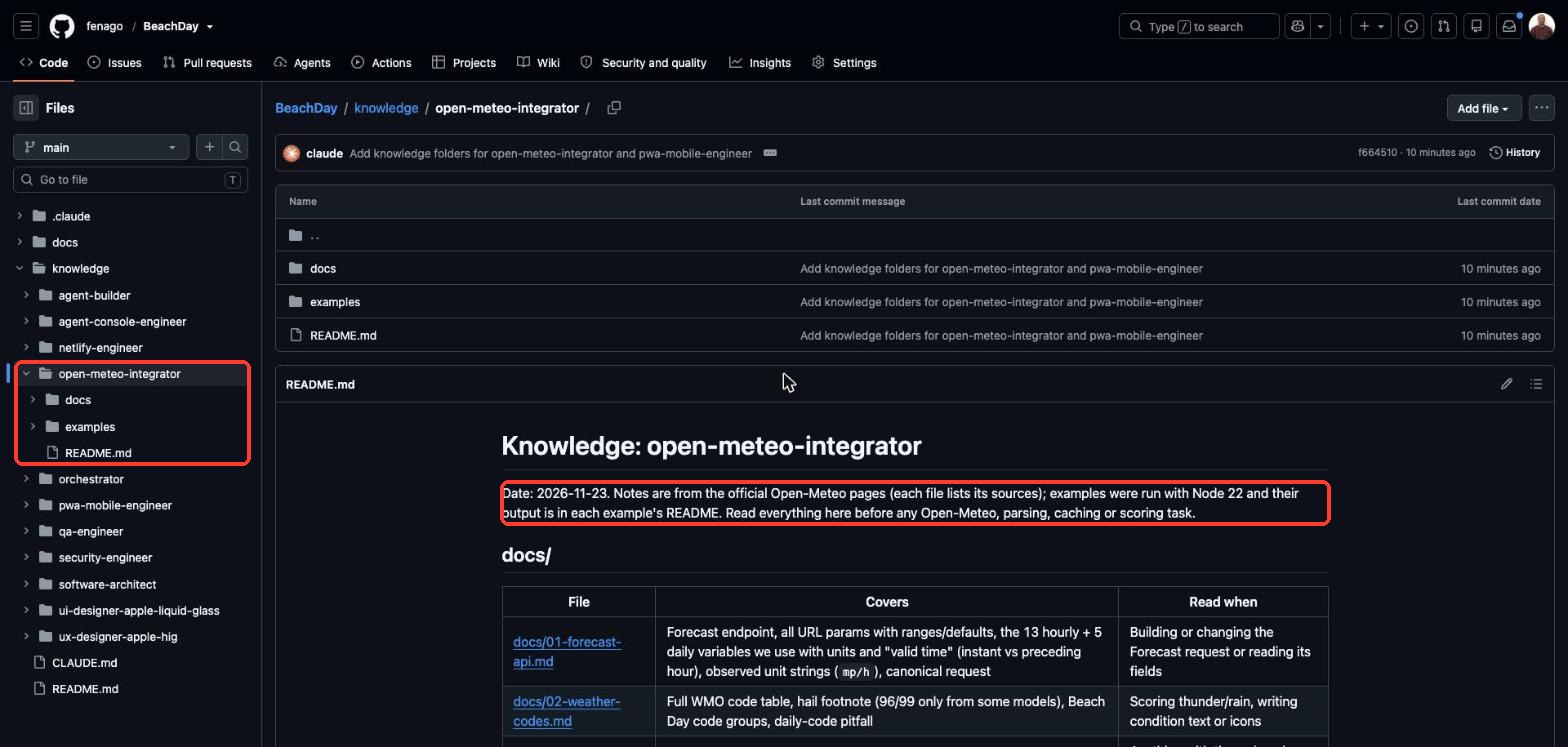 fenago / BeachDay
Type / to search
Code
Issues
Pull requests
Agents
Actions
Projects
Wiki
Security and quality
Insights
Settings
Files
main
Go to file
T
.claude
docs
knowledge
agent-builder
agent-console-engineer
netlify-engineer
open-meteo-integrator
docs
examples
README.md
orchestrator
pwa-mobile-engineer
qa-engineer
security-engineer
software-architect
ui-designer-apple-liquid-glass
ux-designer-apple-hig
CLAUDE.md
README.md
BeachDay / knowledge / open-meteo-integrator /
Add file
claude Add knowledge folders for open-meteo-integrator and pwa-mobile-engineer
f664510 · 10 minutes ago
History
Name Last commit message Last commit date
..
docs Add knowledge folders for open-meteo-integrator and pwa-mobile-engineer 10 minutes ago
examples Add knowledge folders for open-meteo-integrator and pwa-mobile-engineer 10 minutes ago
README.md Add knowledge folders for open-meteo-integrator and pwa-mobile-engineer 10 minutes ago
README.md
Knowledge: open-meteo-integrator
Date: 2026-11-23. Notes are from the official Open-Meteo pages (each file lists its sources); examples were run with Node 22 and their
output is in each example's README. Read everything here before any Open-Meteo, parsing, caching or scoring task.
docs/
File Covers Read when
docs/01-forecast-
api.md
Forecast endpoint, all URL params with ranges/defaults, the 13 hourly + 5
daily variables we use with units and "valid time" (instant vs preceding
hour), observed unit strings ( mp/h ), canonical request
Building or changing the
Forecast request or reading its
fields
docs/02-weather-
codes.md
Full WMO code table, hail footnote (96/99 only from some models), Beach
Day code groups, daily-code pitfall
Scoring thunder/rain, writing
condition text or icons